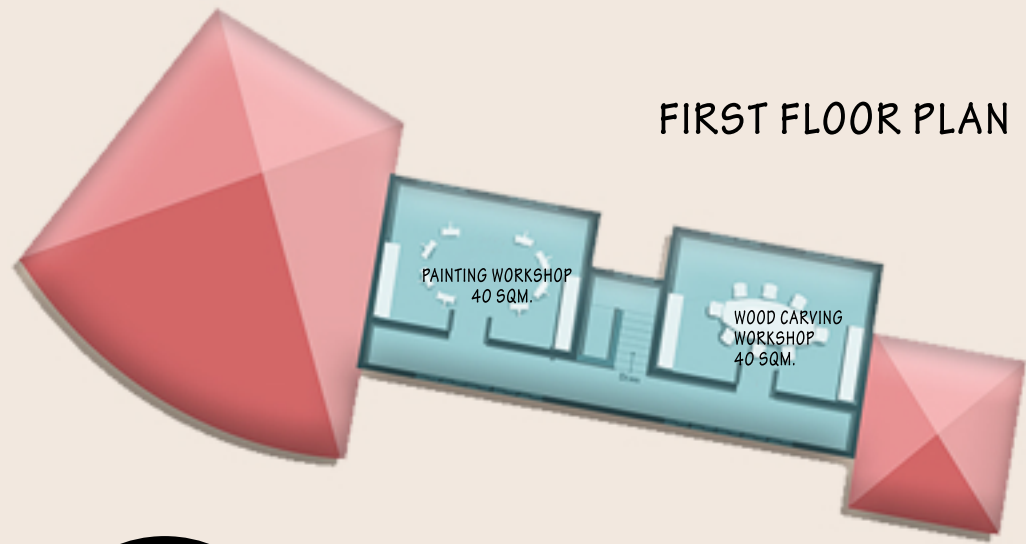 FIRST FLOOR PLAN
PAINTING WORKSHOP
40 SQM.
WOOD CARVING
WORKSHOP
40 SQM.